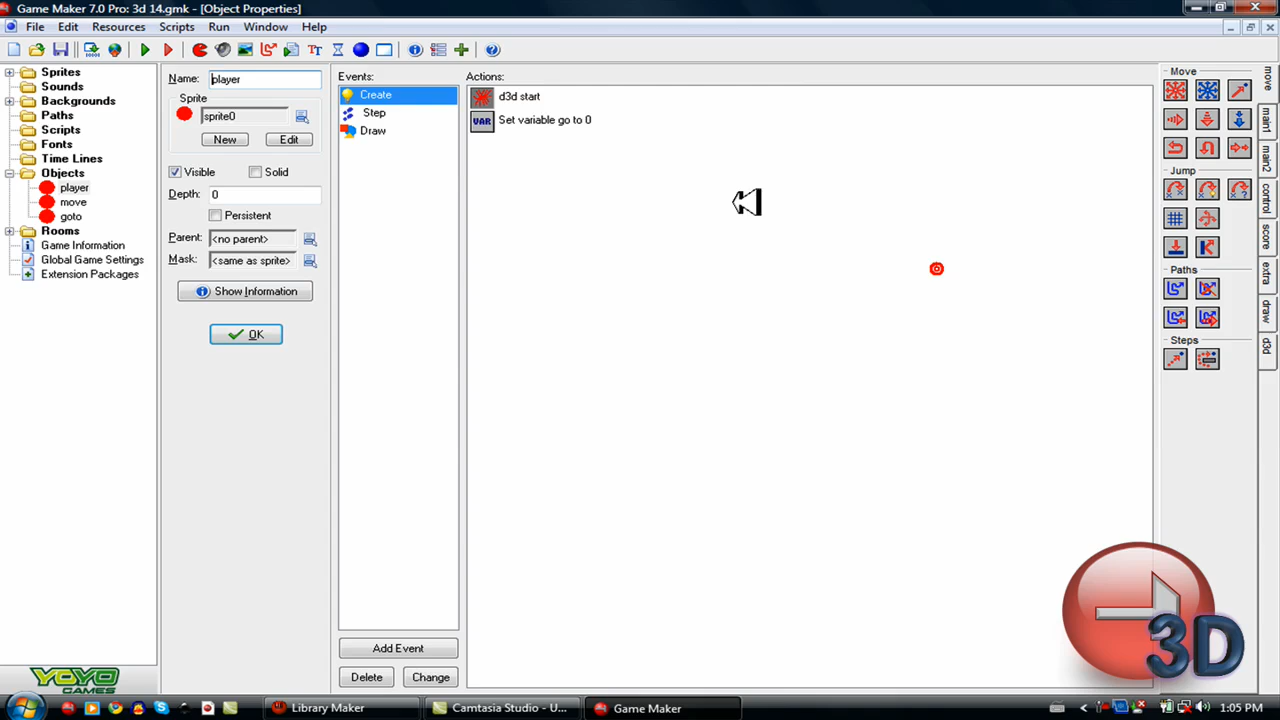 Game Maker 7.0 Pro: 3d 14.gmk - [Object Properties]
File Edit Resources Scripts Run Window Help
Sprites
Sounds
Backgrounds
Paths
Scripts
Fonts
Time Lines
Objects
player
move
goto
Rooms
Game Information
Global Game Settings
Extension Packages
YOYO
GAMES
Name: player
Sprite
sprite0
New Edit
Visible Solid
Depth: 0
Persistent
Parent: <no parent>
Mask: <same as sprite>
Show Information
OK
Events:
Create
Step
Draw
Add Event
Delete Change
Actions:
d3d start
VAR Set variable go to 0
Move
Jump
Paths
Steps
move
main1
main2
control
score
extra
draw
d3d
3D
Library Maker
Camtasia Studio - U...
Game Maker
1:05 PM